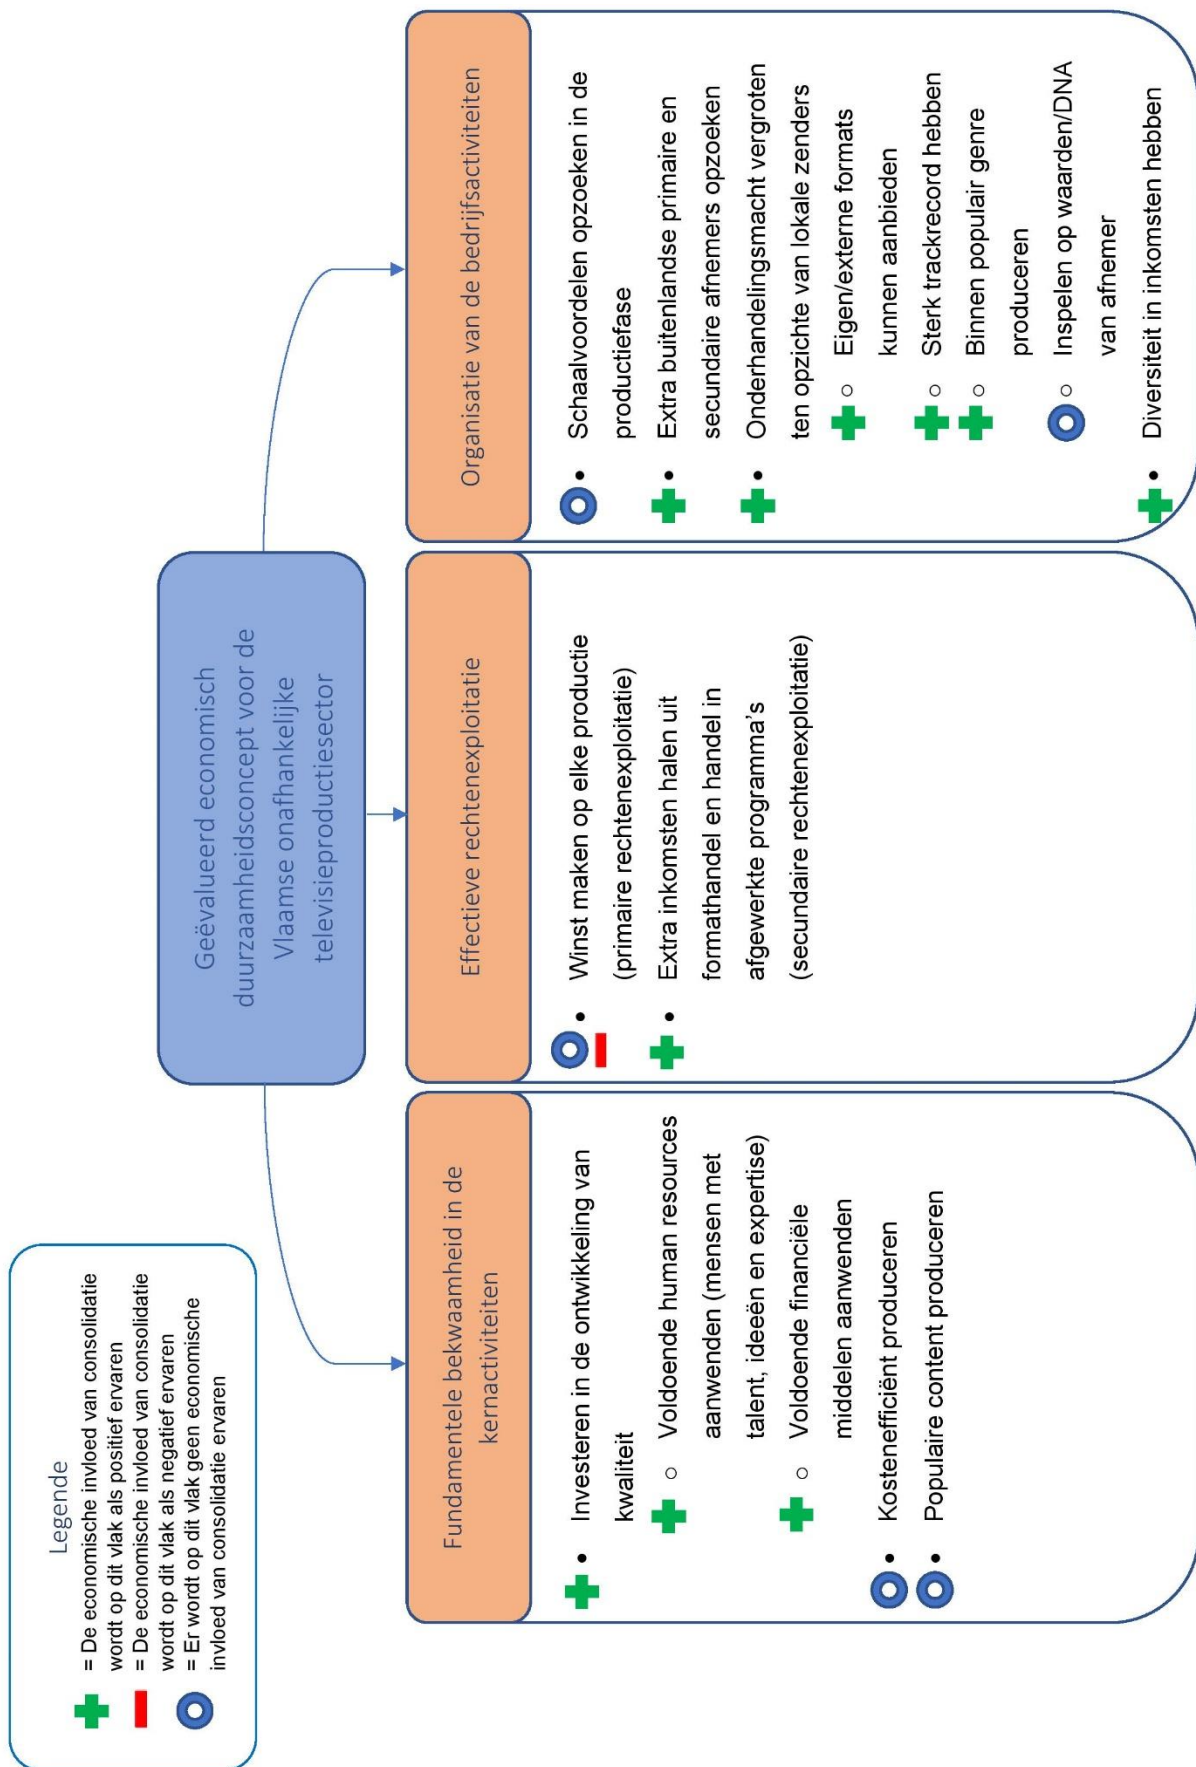 Legende
= De economische invloed van consolidatie
wordt op dit vlak als positief ervaren
= De economische invloed van consolidatie
wordt op dit vlak als negatief ervaren
= Er wordt op dit vlak geen economische
invloed van consolidatie ervaren
Geëvalueerd economisch
duurzaamheidsconcept voor de
Vlaamse onafhankelijke
televisieproductiesector
Fundamentele bekwaamheid in de
kernactiviteiten
• Investeren in de ontwikkeling van
kwaliteit
○ Voldoende human resources
aanwenden (mensen met
talent, ideeën en expertise)
○ Voldoende financiële
middelen aanwenden
• Kostenefficiënt produceren
• Populaire content produceren
Effectieve rechtenexploitatie
• Winst maken op elke productie
(primaire rechtenexploitatie)
• Extra inkomsten halen uit
formathandel en handel in
afgewerkte programma’s
(secundaire rechtenexploitatie)
Organisatie van de bedrijfsactiviteiten
• Schaalvoordelen opzoeken in de
productiefase
• Extra buitenlandse primaire en
secundaire afnemers opzoeken
• Onderhandelingsmacht vergroten
ten opzichte van lokale zenders
○ Eigen/externe formats
kunnen aanbieden
○ Sterk trackrecord hebben
○ Binnen populair genre
produceren
○ Inspelen op waarden/DNA
van afnemer
• Diversiteit in inkomsten hebben